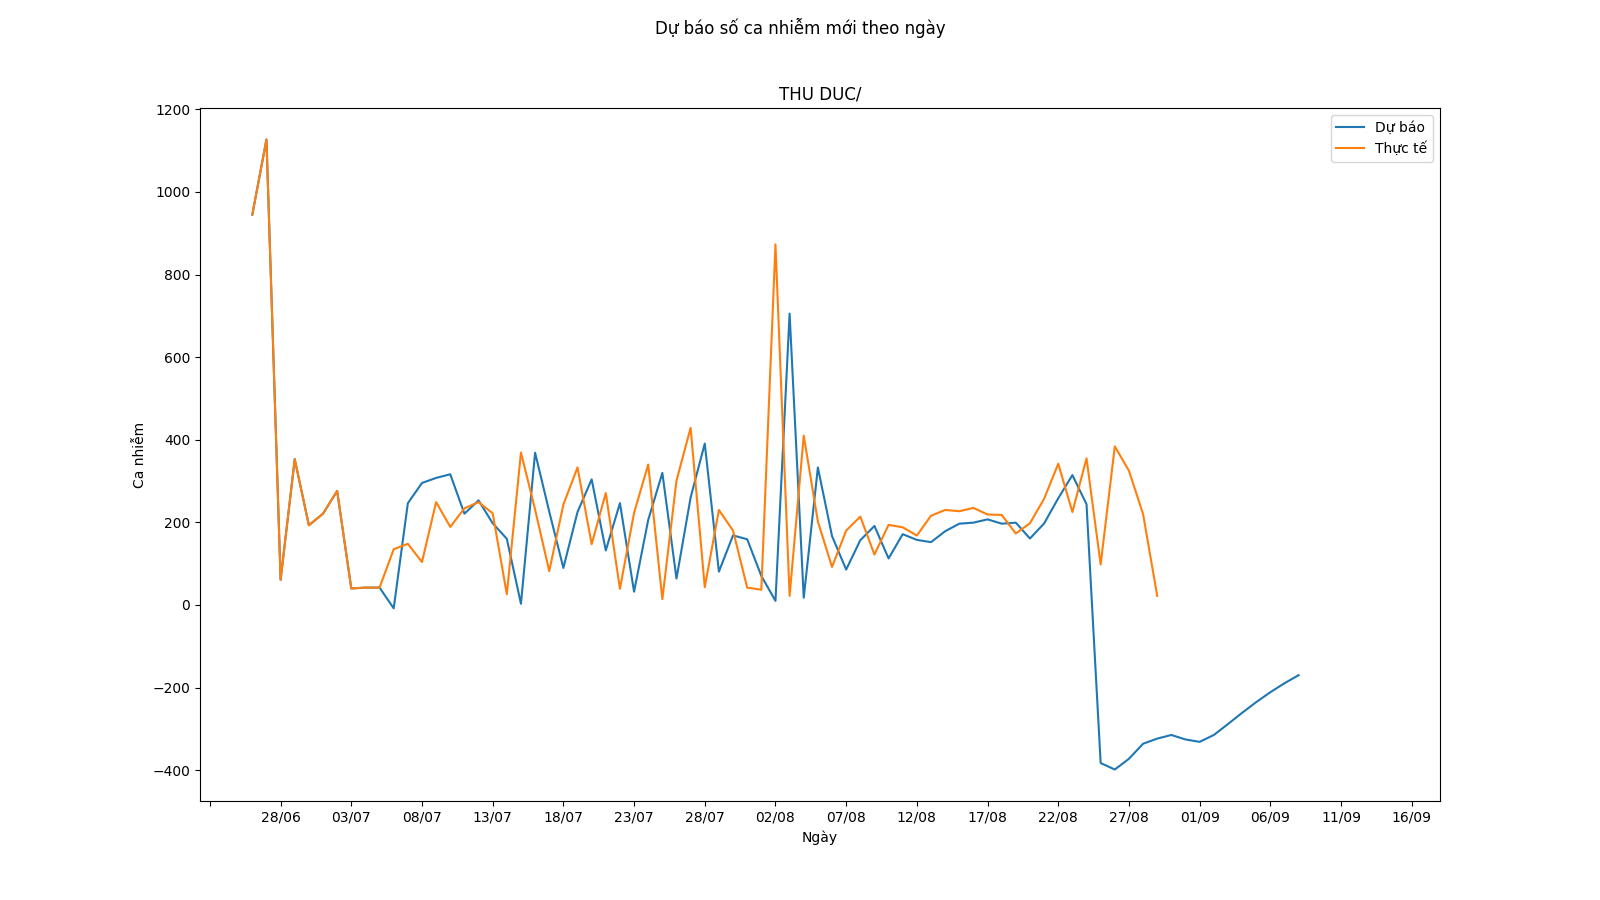 Dự báo số ca nhiễm mới theo ngày
THU DUC/
Dự báo
Thực tế
1200
1000
800
600
400
200
0
−200
−400
Ca nhiễm
28/06 03/07 08/07 13/07 18/07 23/07 28/07 02/08 07/08 12/08 17/08 22/08 27/08 01/09 06/09 11/09 16/09
Ngày